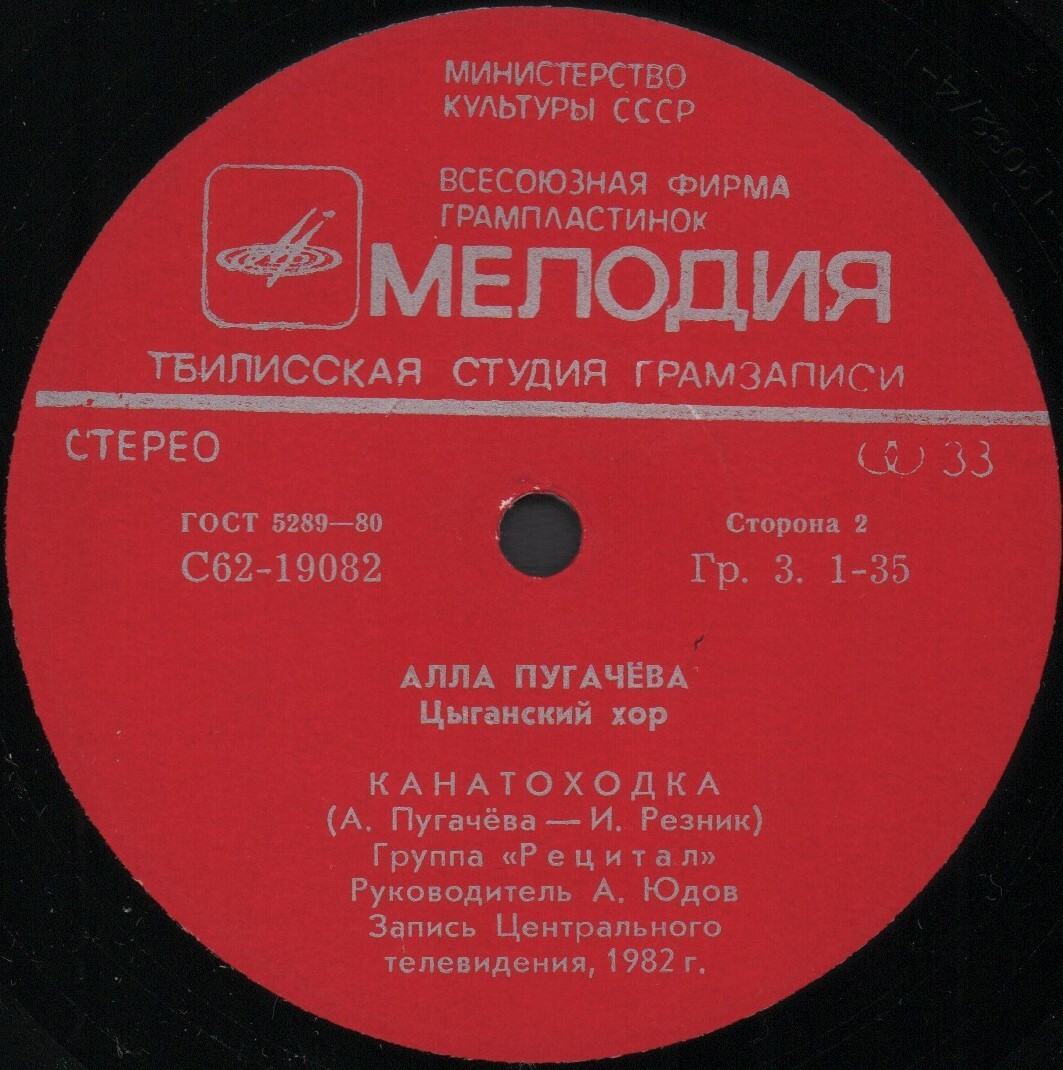 МИНИСТЕРСТВО
КУЛЬТУРЫ СССР
ВСЕСОЮЗНАЯ ФИРМА
ГРАМПЛАСТИНОК
МЕЛОДИЯ
ТБИЛИССКАЯ СТУДИЯ ГРАМЗАПИСИ
СТЕРЕО
33
ГОСТ 5289—80
Сторона 2
С62-19082
Гр. 3. 1-35
АЛЛА ПУГАЧЁВА
Цыганский хор
КАНАТОХОДКА
(А. Пугачёва — И. Резник)
Группа «Рецитал»
Руководитель А. Юдов
Запись Центрального
телевидения, 1982 г.